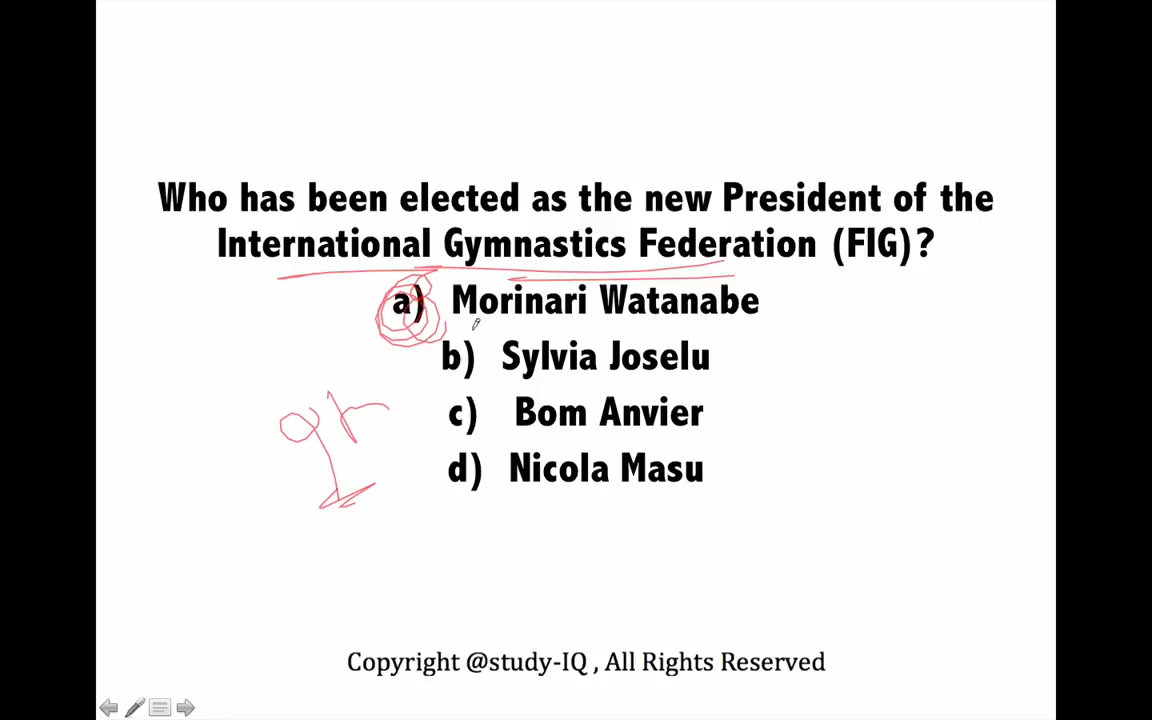 Who has been elected as the new President of the
International Gymnastics Federation (FIG)?
a) Morinari Watanabe
b) Sylvia Joselu
c) Bom Anvier
d) Nicola Masu
Copyright @study-IQ , All Rights Reserved